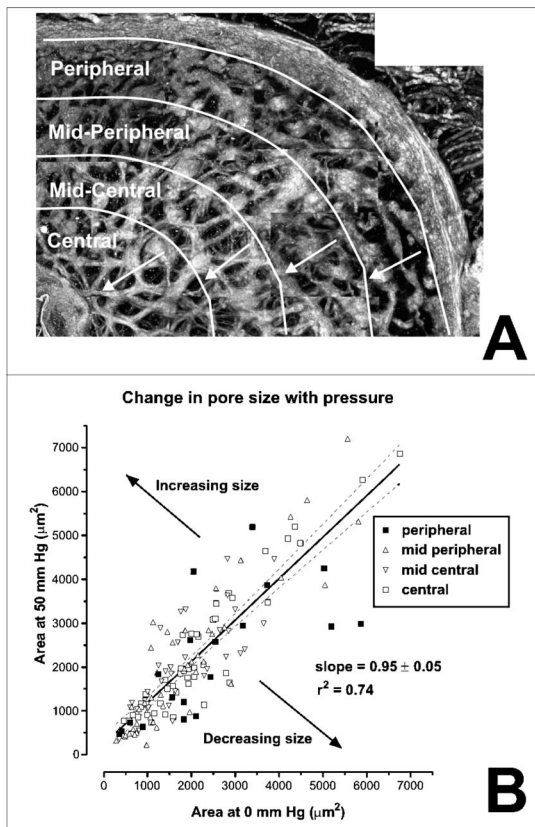 Peripheral
Mid-Peripheral
Mid-Central
Central
A
Change in pore size with pressure
Area at 50 mm Hg (μm²)
7000
6000
5000
4000
3000
2000
1000
0
Increasing size
peripheral
mid peripheral
mid central
central
slope = 0.95 ± 0.05
r² = 0.74
Decreasing size
0 1000 2000 3000 4000 5000 6000 7000
Area at 0 mm Hg (μm²)
B